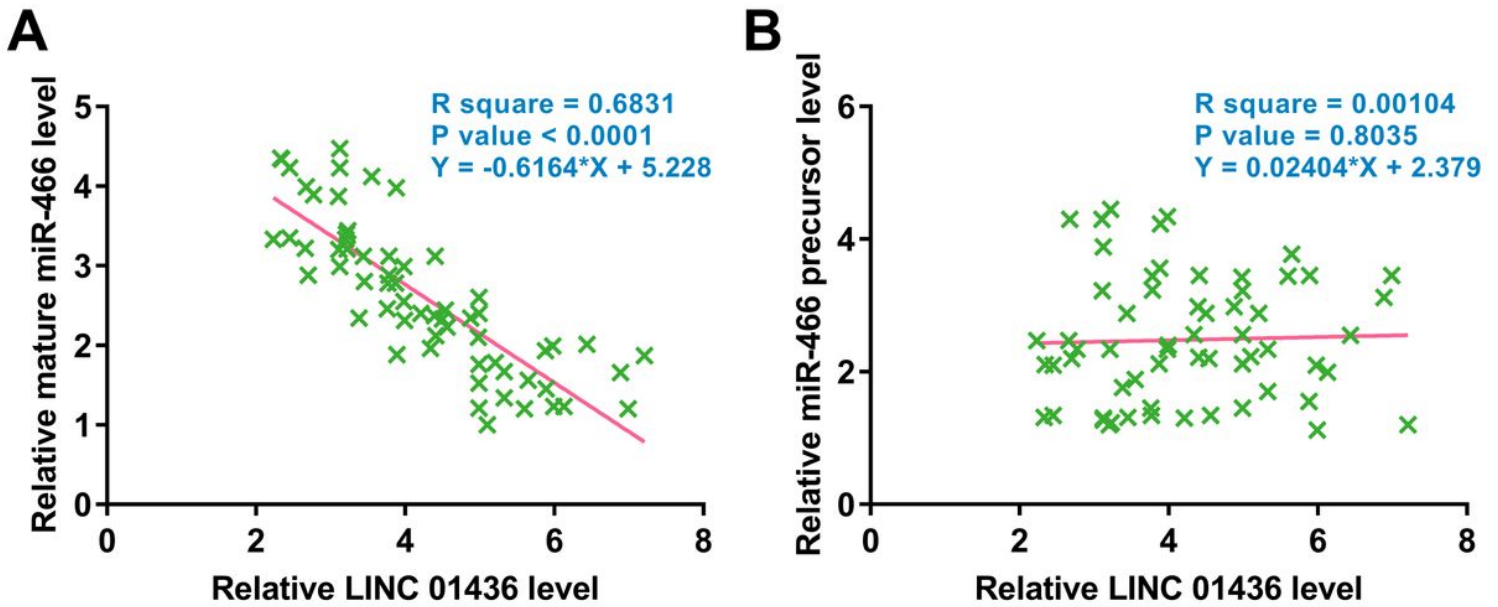 A
Relative mature miR-466 level
5
4
3
2
1
0
R square = 0.6831
P value < 0.0001
Y = -0.6164*X + 5.228
0 2 4 6 8
Relative LINC 01436 level
B
Relative miR-466 precursor level
6
4
2
0
R square = 0.00104
P value = 0.8035
Y = 0.02404*X + 2.379
0 2 4 6 8
Relative LINC 01436 level